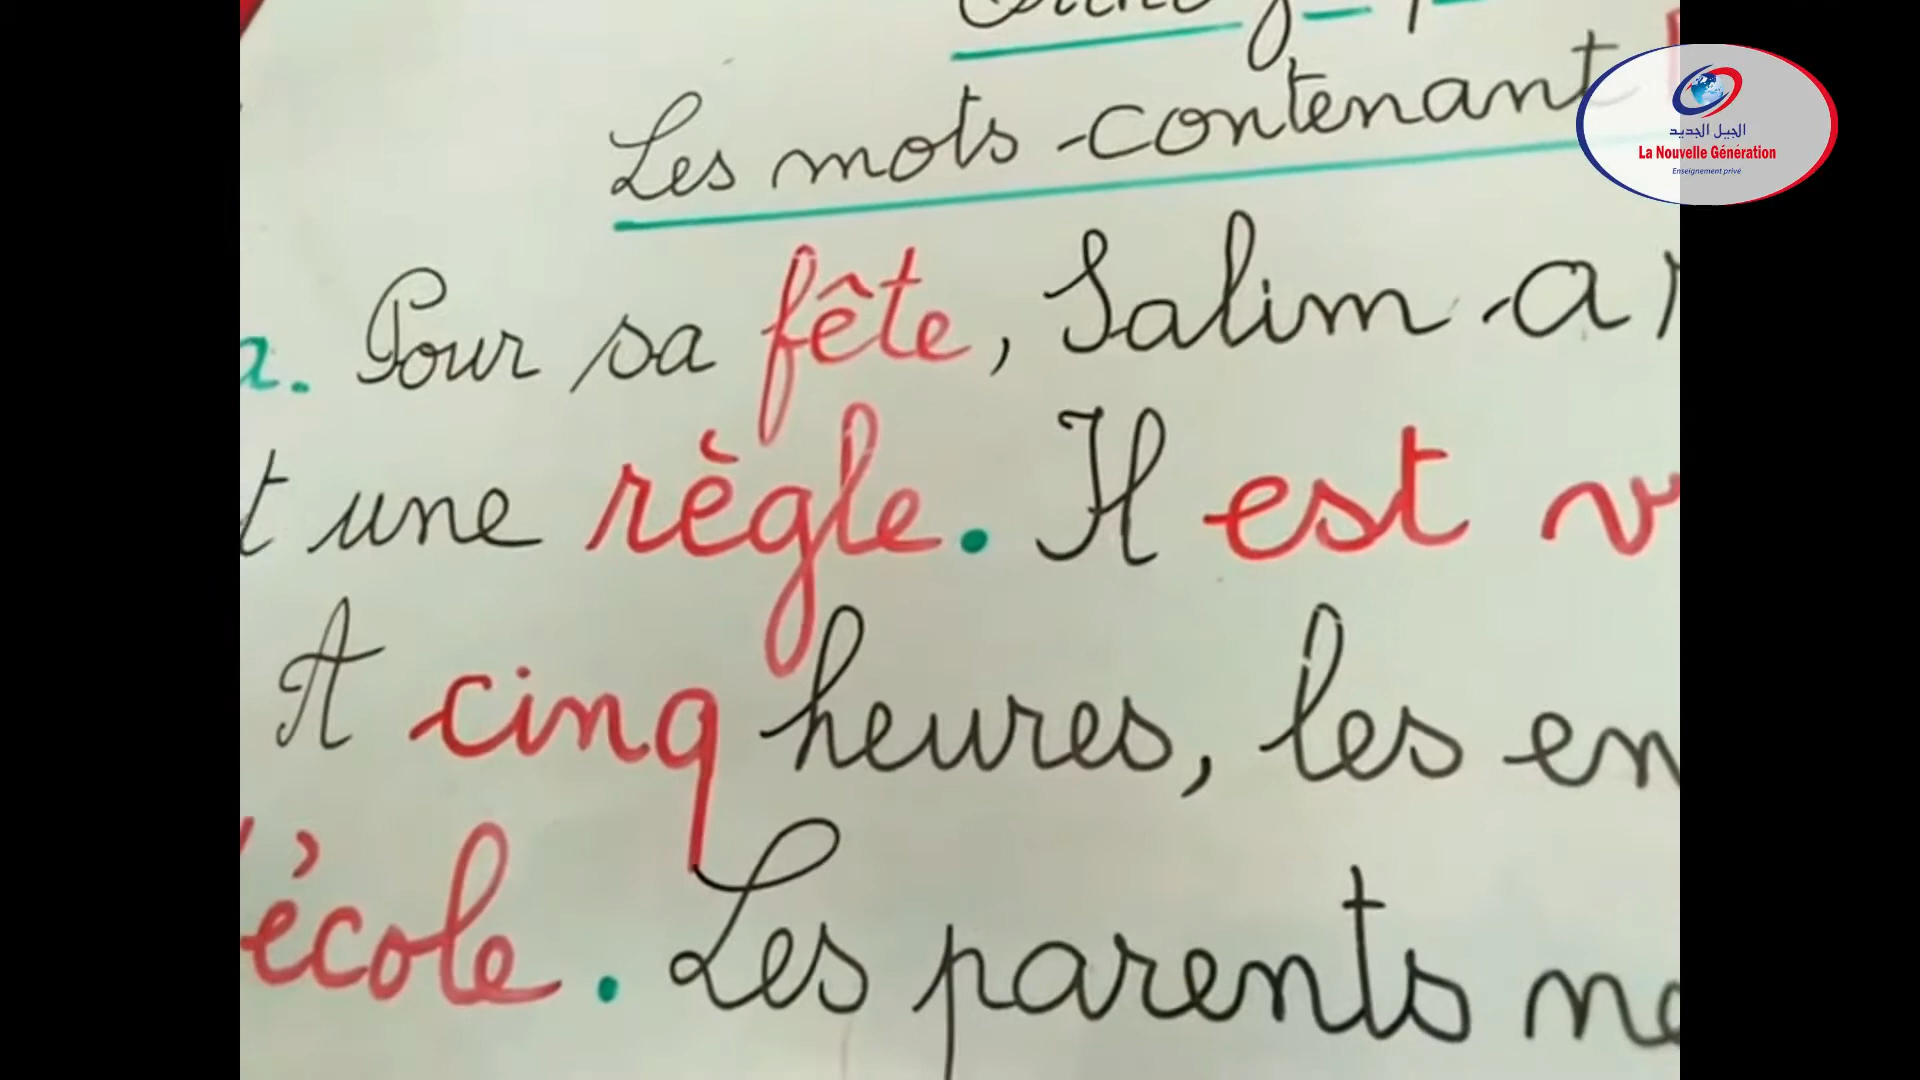 Les mots contenant
a. Pour sa fête, Salim a
une règle. Il est
A cinq heures, les
école. Les parents
الجيل الجديد
La Nouvelle Génération
Enseignement privé